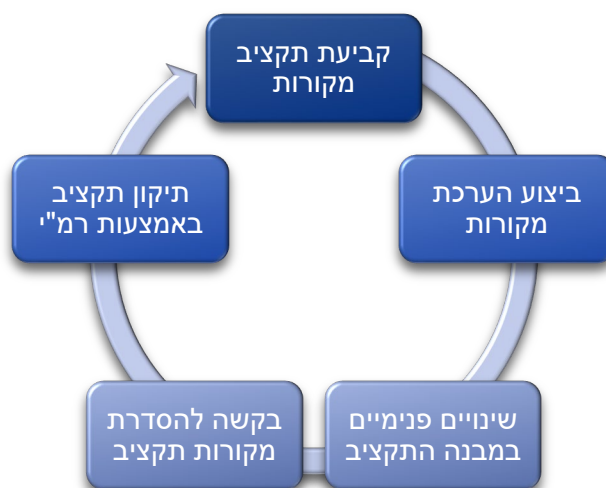 קביעת תקציב
מקורות
ביצוע הערכת
מקורות
שינויים פנימיים
במבנה התקציב
בקשה להסדרת
מקורות תקציב
תיקון תקציב
באמצעות רמ"י